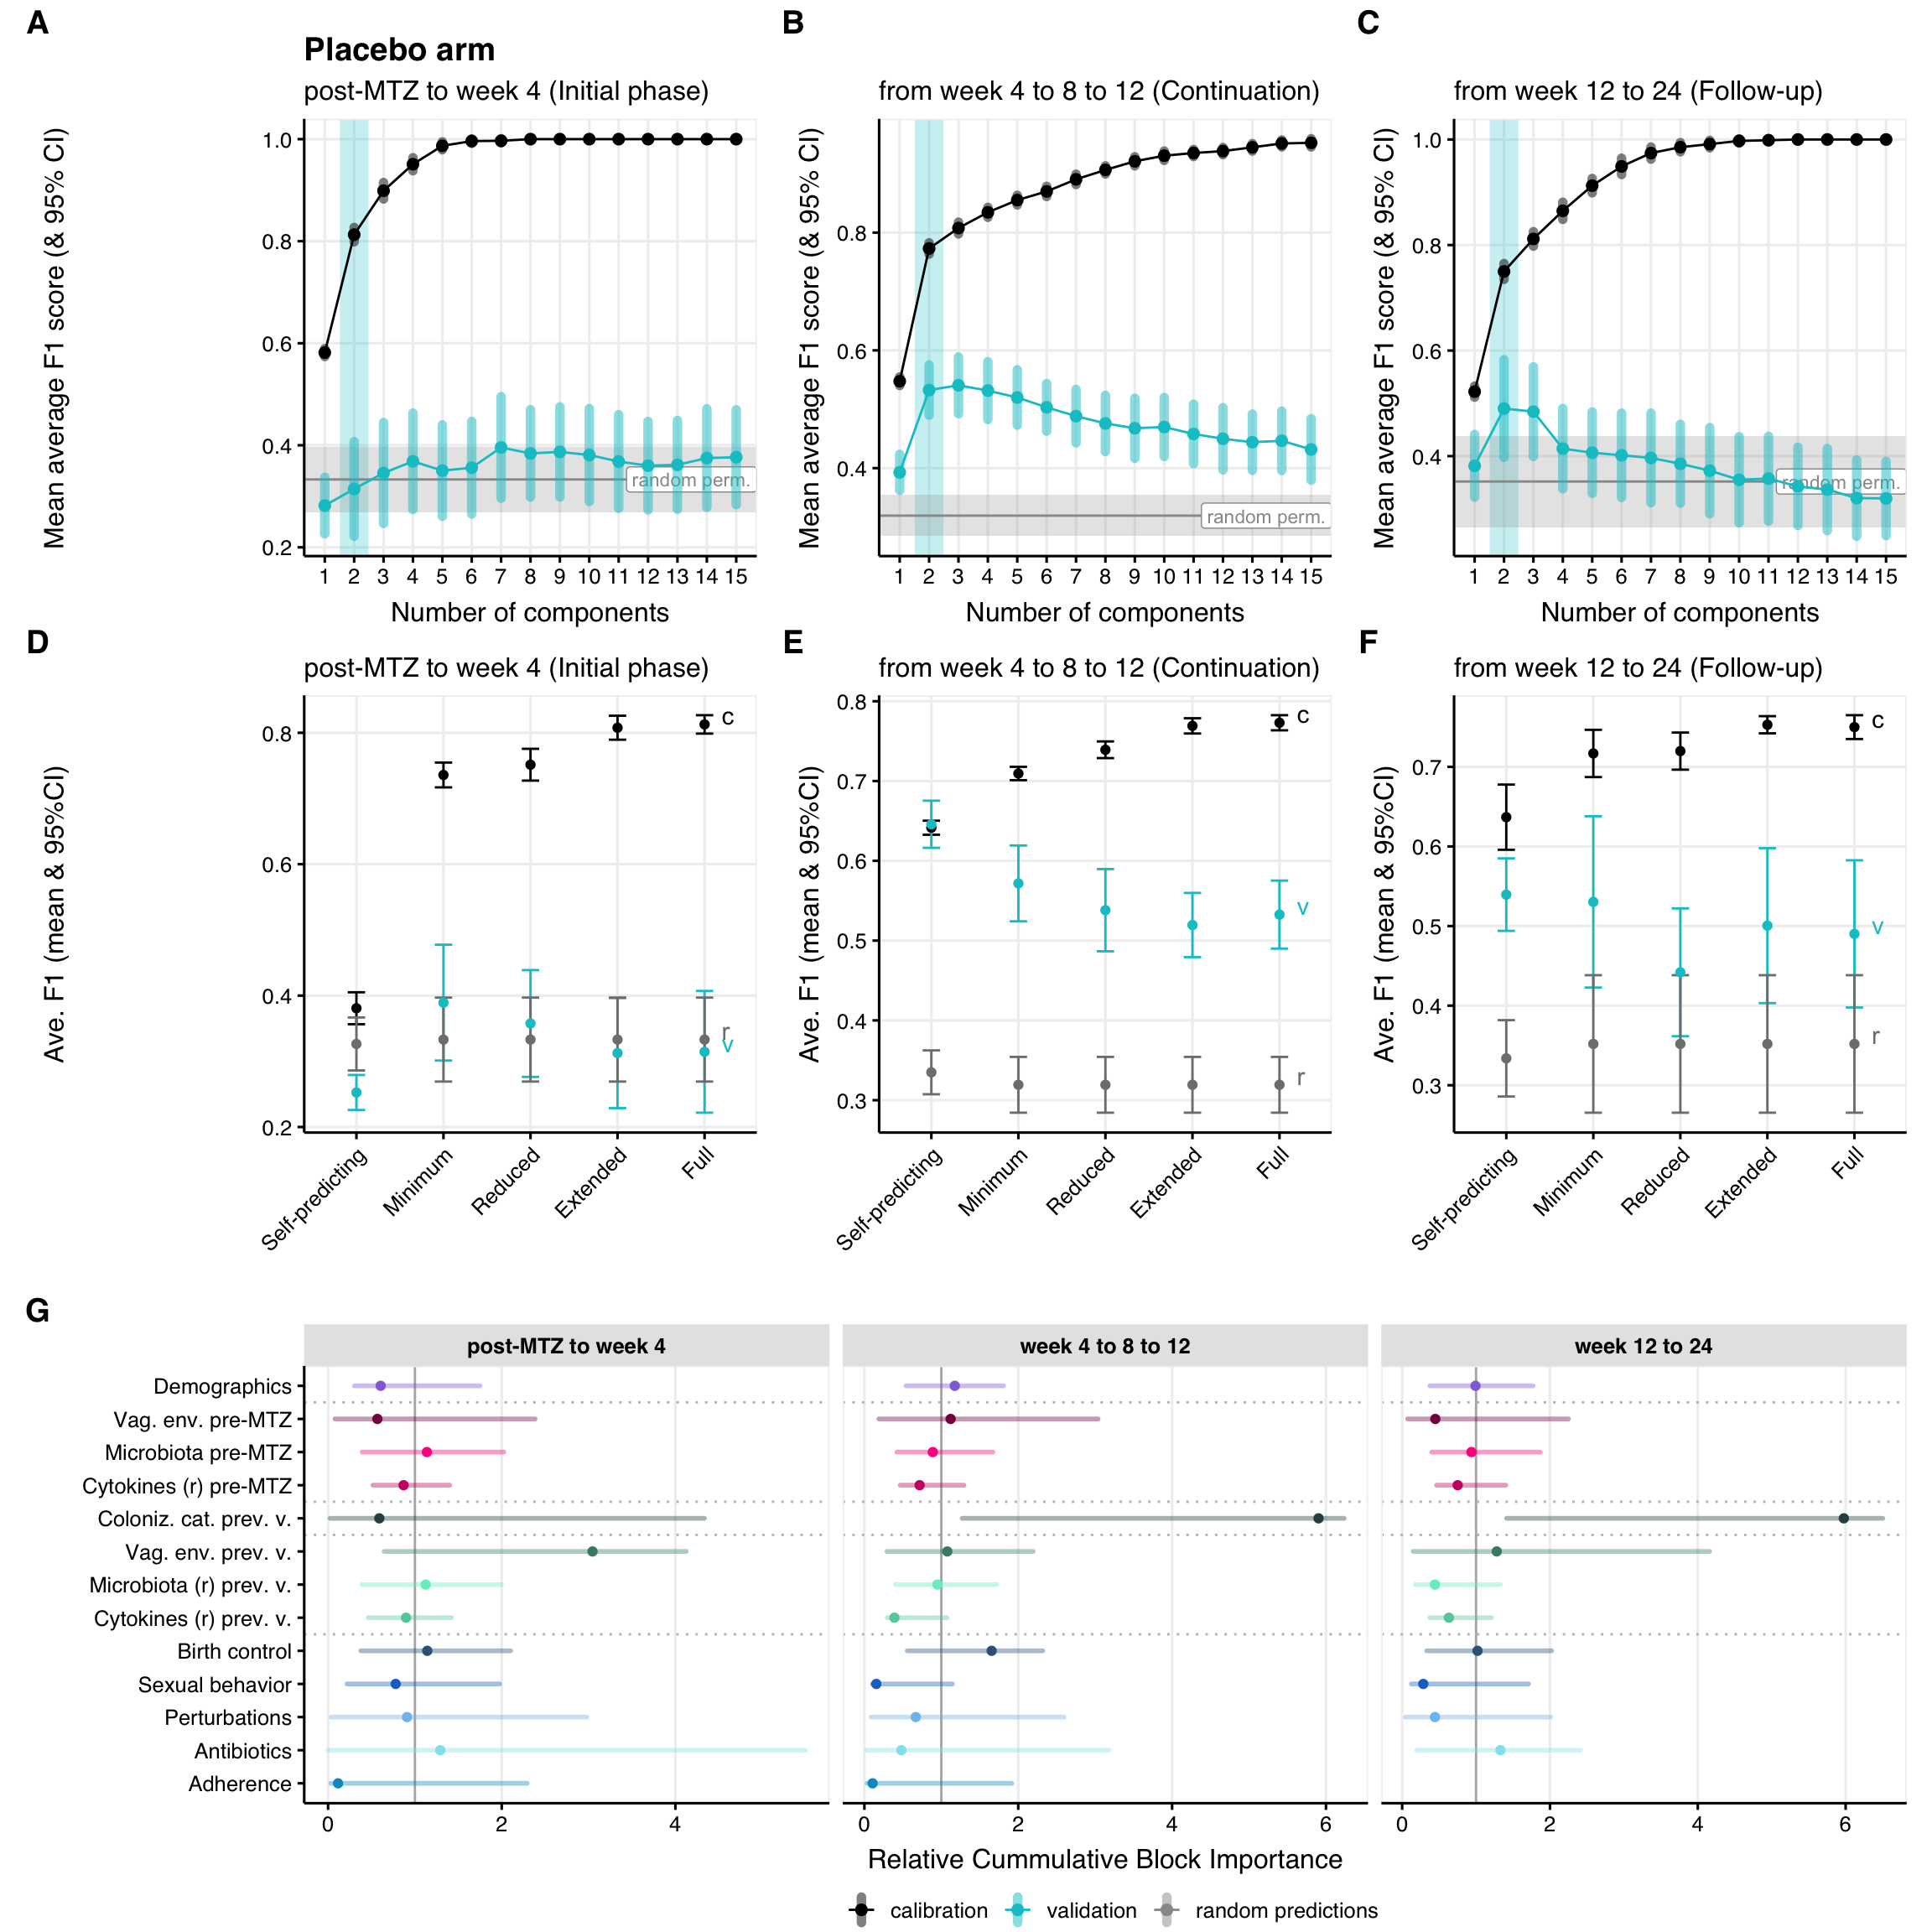 A
B
C
Placebo arm
post-MTZ to week 4 (Initial phase)
from week 4 to 8 to 12 (Continuation)
from week 12 to 24 (Follow-up)
Mean average F1 score (& 95% CI)
1.0
0.8
0.6
0.4
0.2
random perm.
1 2 3 4 5 6 7 8 9 10 11 12 13 14 15
Number of components
Mean average F1 score (& 95% CI)
0.8
0.6
0.4
random perm.
1 2 3 4 5 6 7 8 9 10 11 12 13 14 15
Number of components
Mean average F1 score (& 95% CI)
1.0
0.8
0.6
0.4
random perm.
1 2 3 4 5 6 7 8 9 10 11 12 13 14 15
Number of components
D
E
F
post-MTZ to week 4 (Initial phase)
from week 4 to 8 to 12 (Continuation)
from week 12 to 24 (Follow-up)
Ave. F1 (mean & 95%CI)
0.8
0.6
0.4
0.2
c
r
v
Self-predicting
Minimum
Reduced
Extended
Full
Ave. F1 (mean & 95%CI)
0.8
0.7
0.6
0.5
0.4
0.3
c
v
r
Self-predicting
Minimum
Reduced
Extended
Full
Ave. F1 (mean & 95%CI)
0.7
0.6
0.5
0.4
0.3
c
v
r
Self-predicting
Minimum
Reduced
Extended
Full
G
post-MTZ to week 4
week 4 to 8 to 12
week 12 to 24
Demographics
Vag. env. pre-MTZ
Microbiota pre-MTZ
Cytokines (r) pre-MTZ
Coloniz. cat. prev. v.
Vag. env. prev. v.
Microbiota (r) prev. v.
Cytokines (r) prev. v.
Birth control
Sexual behavior
Perturbations
Antibiotics
Adherence
0 2 4
0 2 4 6
0 2 4 6
Relative Cummulative Block Importance
calibration validation random predictions